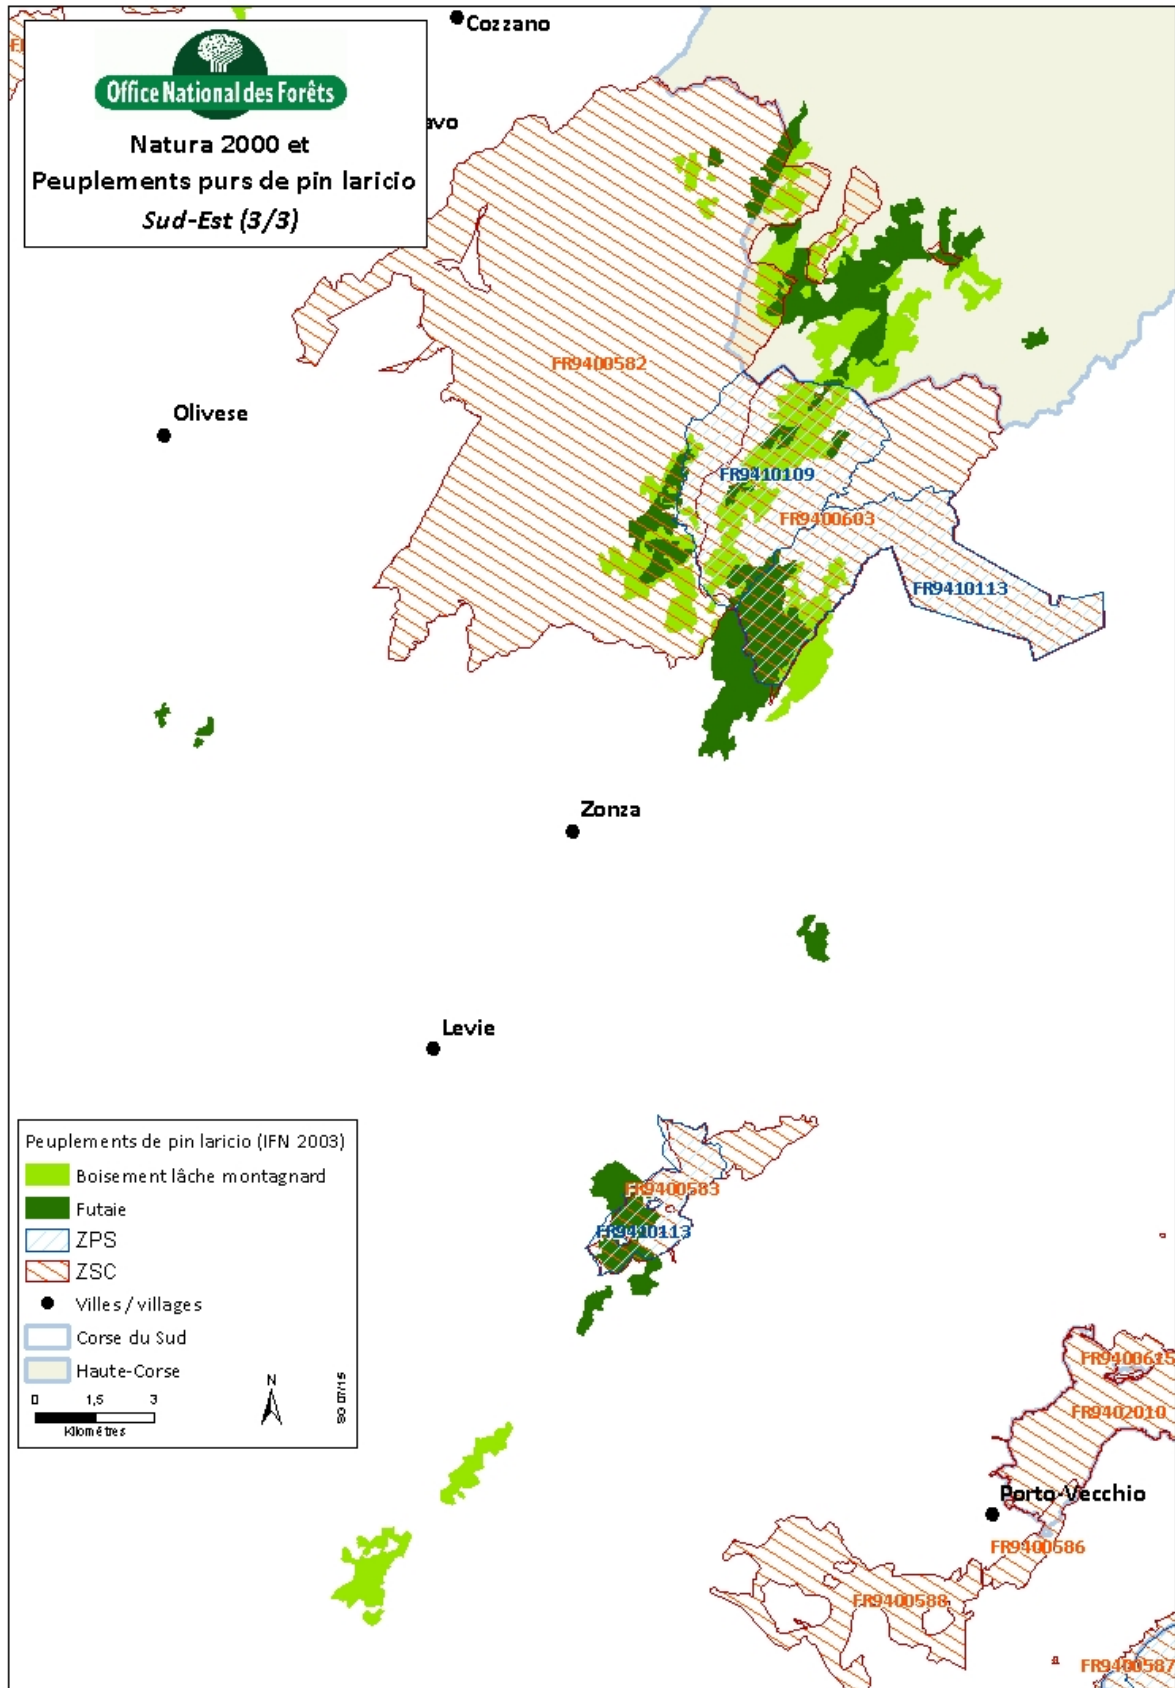 Cozzano
Office National des Forêts
avo
Natura 2000 et
Peuplements purs de pin laricio
Sud-Est (3/3)
FR9400582
Olivese
FR9410109
FR9400603
FR9410113
Zonza
Levie
Peuplements de pin laricio (IFN 2003)
Boisement lâche montagnard
Futaie
ZPS
ZSC
Villes / villages
Corse du Sud
Haute-Corse
0 1,5 3
Kilomètres
N
SG 07/15
FR9400583
FR9410113
FR9400615
FR9402010
Porto-Vecchio
FR9400586
FR9400588
FR9400587